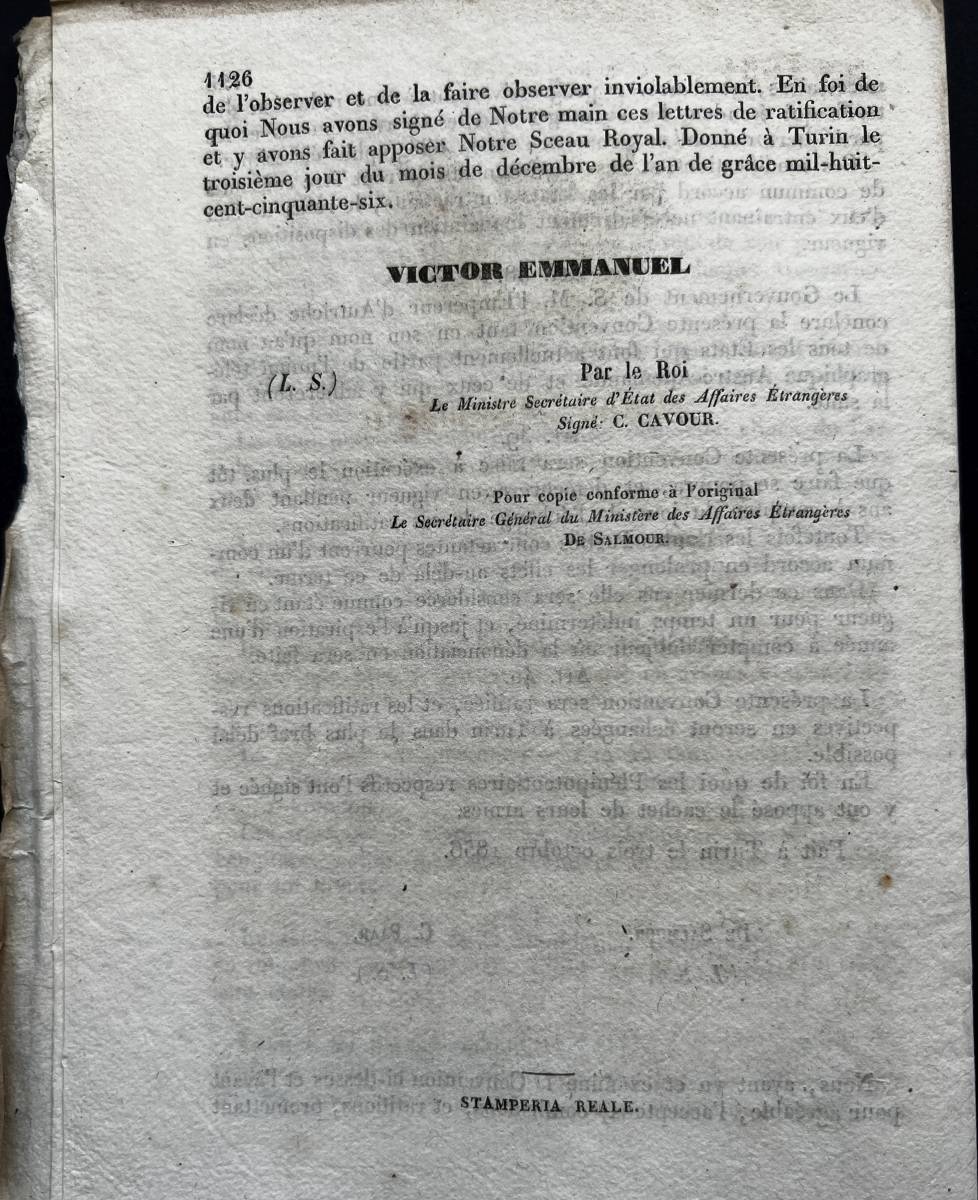 1126
de l'observer et de la faire observer inviolablement. En foi de
quoi Nous avons signé de Notre main ces lettres de ratification
et y avons fait apposer Notre Sceau Royal. Donné à Turin le
troisième jour du mois de décembre de l'an de grâce mil-huit-
cent-cinquante-six.
VICTOR EMMANUEL
(L. S.)
Par le Roi
Le Ministre Secrétaire d'État des Affaires Étrangères
Signé: C. CAVOUR.
Pour copie conforme à l'original
Le Secrétaire Général du Ministère des Affaires Étrangères
DE SALMOUR.
STAMPERIA REALE.